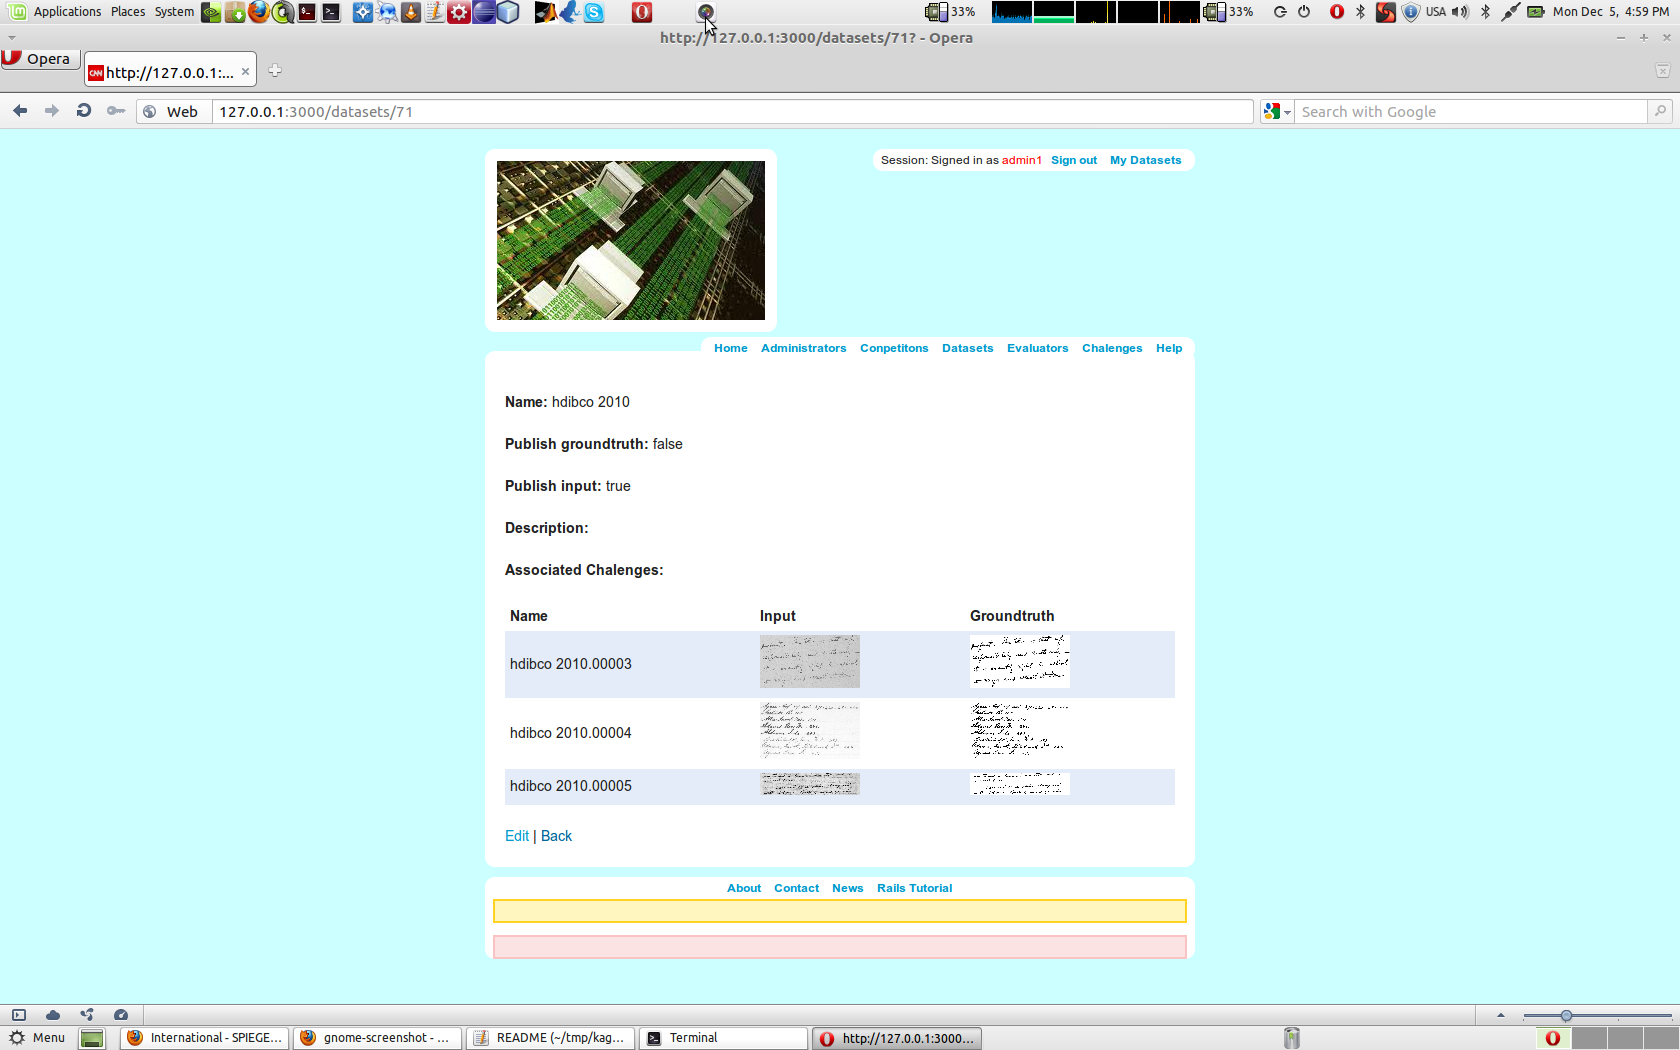 Applications Places System 33% 33% USA Mon Dec 5, 4:59 PM
http://127.0.0.1:3000/datasets/71? - Opera
Opera
CNN http://127.0.0.1:...
Web 127.0.0.1:3000/datasets/71 Search with Google
Session: Signed in as admin1 Sign out My Datasets
Home Administrators Conpetitons Datasets Evaluators Chalenges Help
Name: hdibco 2010
Publish groundtruth: false
Publish input: true
Description:
Associated Chalenges:
Name Input Groundtruth
hdibco 2010.00003
hdibco 2010.00004
hdibco 2010.00005
Edit | Back
About Contact News Rails Tutorial
Menu International - SPIEGE... gnome-screenshot - ... README (~/tmp/kag... Terminal http://127.0.0.1:3000...